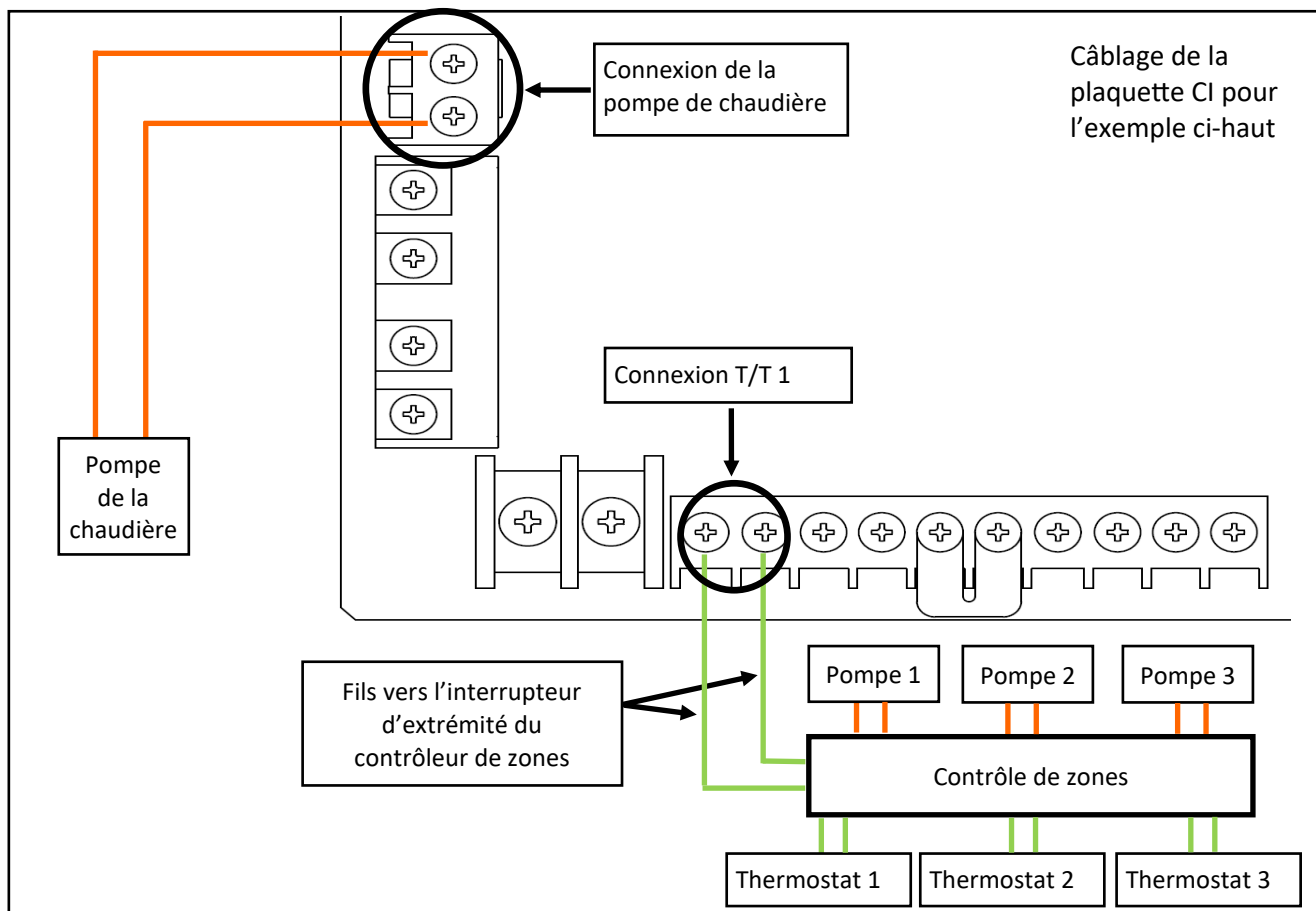 Connexion de la
pompe de chaudière
Câblage de la
plaquette CI pour
l’exemple ci-haut
Connexion T/T 1
Pompe
de la
chaudière
Fils vers l’interrupteur
d’extrémité du
contrôleur de zones
Pompe 1
Pompe 2
Pompe 3
Contrôle de zones
Thermostat 1
Thermostat 2
Thermostat 3